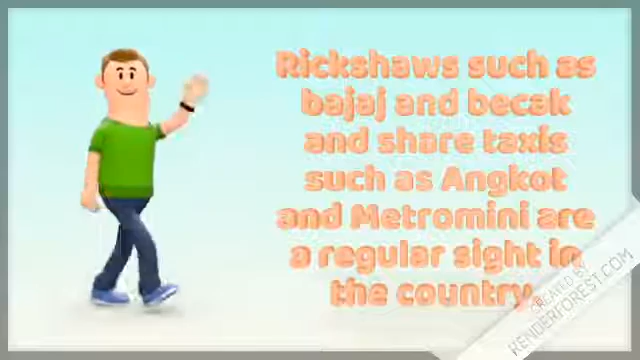 Rickshaws such as
bajaj and becak
and share taxis
such as Angkot
and Metromini are
a regular sight in
the country.
CREATED BY
RENDERFOREST.COM